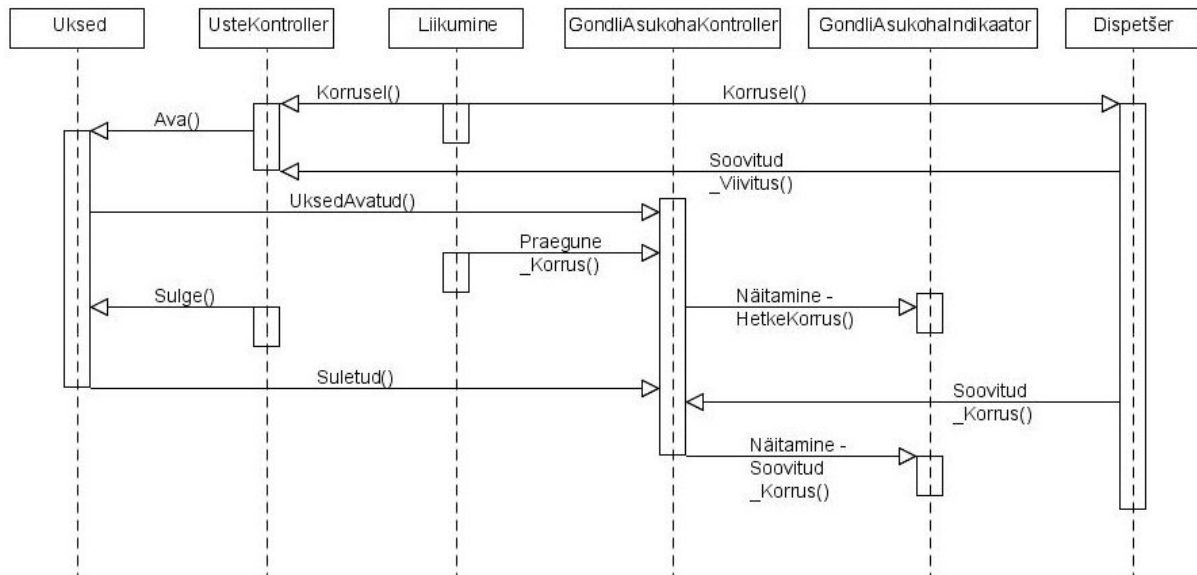 Uksed
UsteKontroller
Liikumine
GondliAsukohaKontroller
GondliAsukohaIndikaator
Dispetšer
Korrusel()
Korrusel()
Ava()
Soovitud
_Viivitus()
UksedAvatud()
Praegune
_Korrus()
Sulge()
Näitamine -
HetkeKorrus()
Suletud()
Soovitud
_Korrus()
Näitamine -
Soovitud
_Korrus()